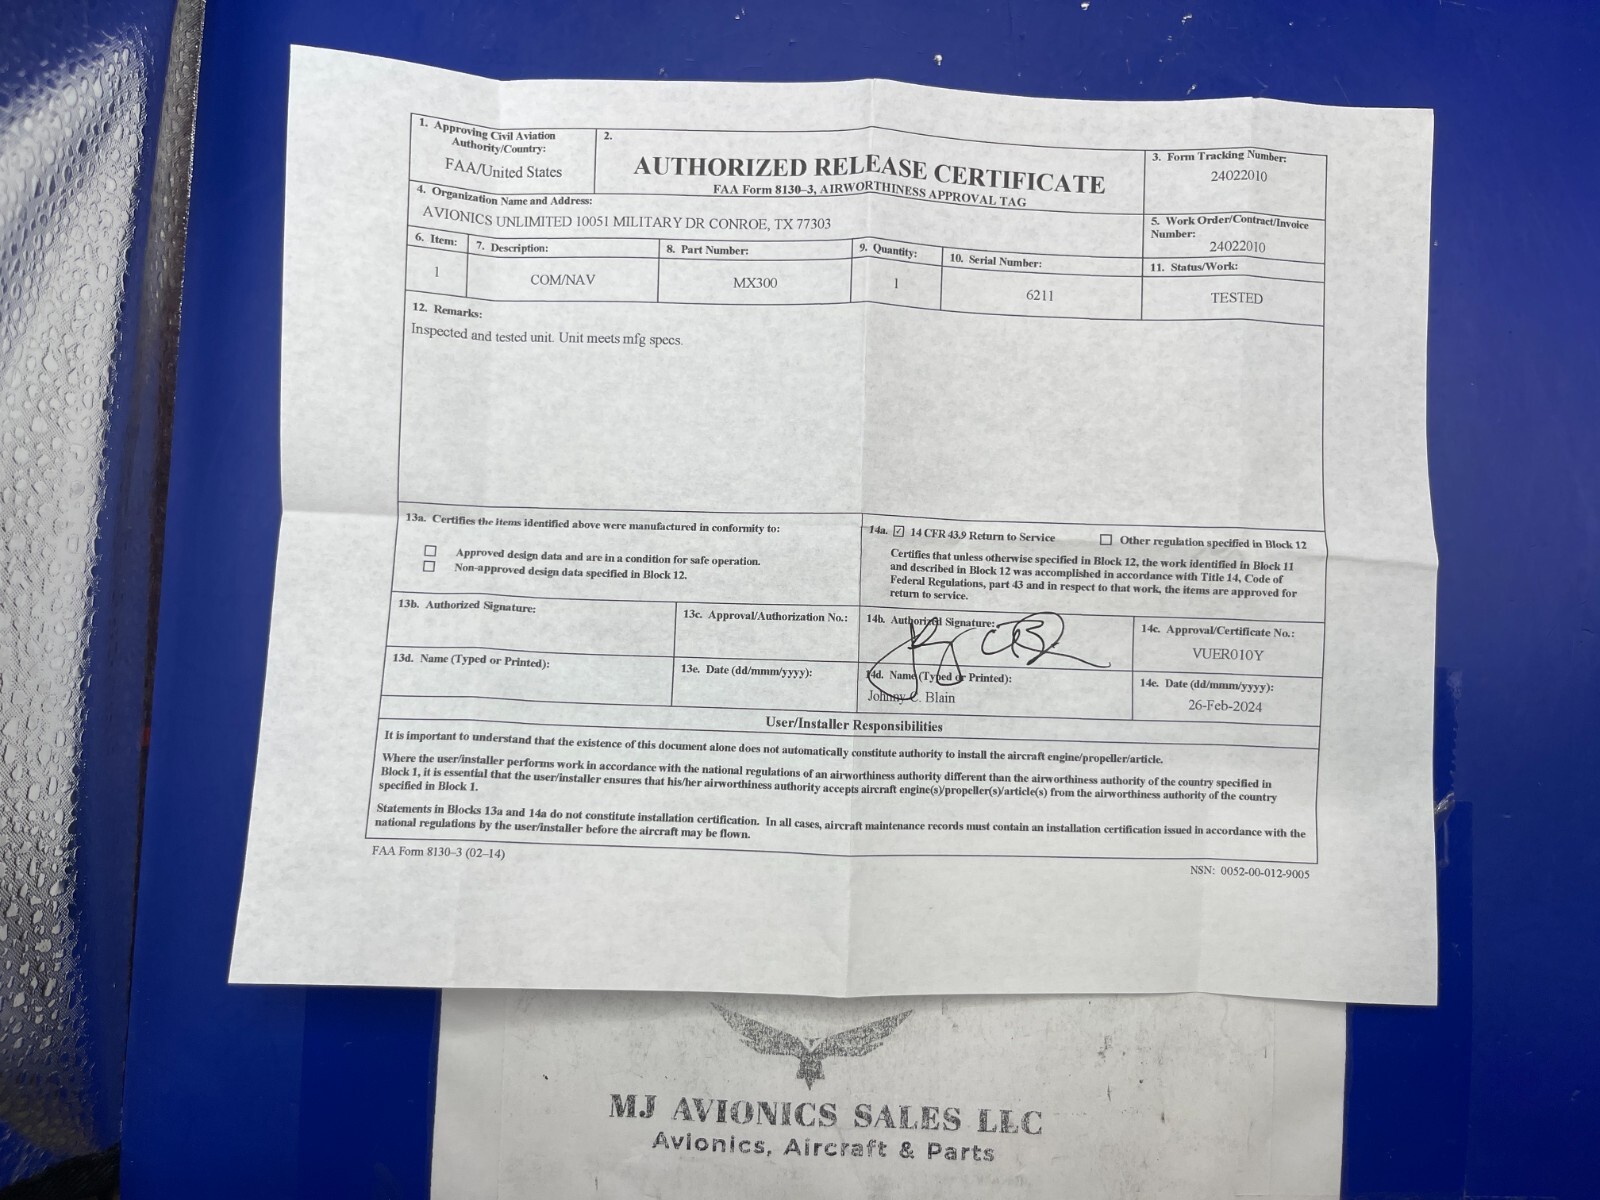 1. Approving Civil Aviation
Authority/Country:
FAA/United States
2.
AUTHORIZED RELEASE CERTIFICATE
FAA Form 8130-3, AIRWORTHINESS APPROVAL TAG
3. Form Tracking Number:
24022010
4. Organization Name and Address:
AVIONICS UNLIMITED 10051 MILITARY DR CONROE, TX 77303
5. Work Order/Contract/Invoice
Number:
24022010
6. Item:
7. Description:
8. Part Number:
9. Quantity:
10. Serial Number:
11. Status/Work:
1
COM/NAV
MX300
1
6211
TESTED
12. Remarks:
Inspected and tested unit. Unit meets mfg specs.
13a. Certifies the items identified above were manufactured in conformity to:
Approved design data and are in a condition for safe operation.
Non-approved design data specified in Block 12.
14a. 14 CFR 43.9 Return to Service
Other regulation specified in Block 12
Certifies that unless otherwise specified in Block 12, the work identified in Block 11
and described in Block 12 was accomplished in accordance with Title 14, Code of
Federal Regulations, part 43 and in respect to that work, the items are approved for
return to service.
13b. Authorized Signature:
13c. Approval/Authorization No.:
14b. Authorized Signature:
14c. Approval/Certificate No.:
VUER010Y
13d. Name (Typed or Printed):
13e. Date (dd/mmm/yyyy):
14d. Name (Typed or Printed):
Johnny C. Blain
14e. Date (dd/mmm/yyyy):
26-Feb-2024
User/Installer Responsibilities
It is important to understand that the existence of this document alone does not automatically constitute authority to install the aircraft engine/propeller/article.
Where the user/installer performs work in accordance with the national regulations of an airworthiness authority different than the airworthiness authority of the country specified in
Block 1, it is essential that the user/installer ensures that his/her airworthiness authority accepts aircraft engine(s)/propeller(s)/article(s) from the airworthiness authority of the country
specified in Block 1.
Statements in Blocks 13a and 14a do not constitute installation certification. In all cases, aircraft maintenance records must contain an installation certification issued in accordance with the
national regulations by the user/installer before the aircraft may be flown.
FAA Form 8130-3 (02-14)
NSN: 0052-00-012-9005
MJ AVIONICS SALES LLC
Avionics, Aircraft & Parts